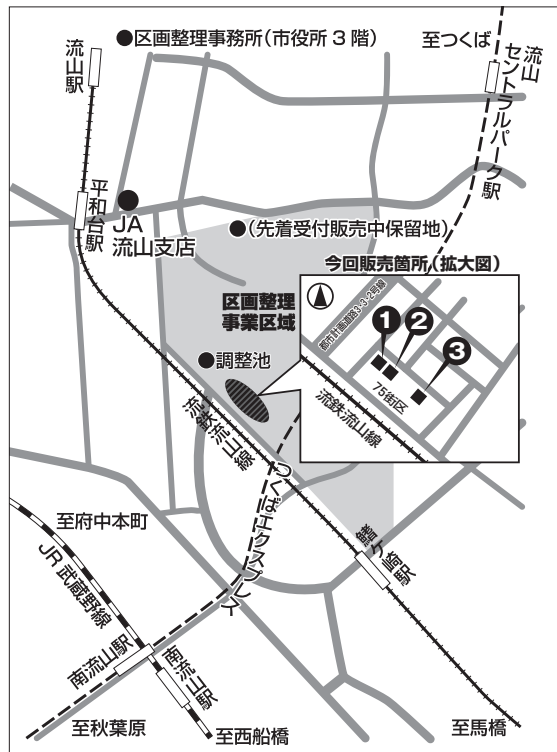 ●区画整理事務所(市役所3階)
至つくば
流山駅
流山
セントラルパーク駅
平和台駅
JA
流山支店
●(先着受付販売中保留地)
今回販売箇所(拡大図)
区画整理
事業区域
都市計画道路3・3・2号線
1
2
3
75街区
流鉄流山線
●調整池
流鉄流山線
つくばエクスプレス
至府中本町
JR武蔵野線
鰭ケ崎駅
南流山駅
南流山駅
至秋葉原
至西船橋
至馬橋